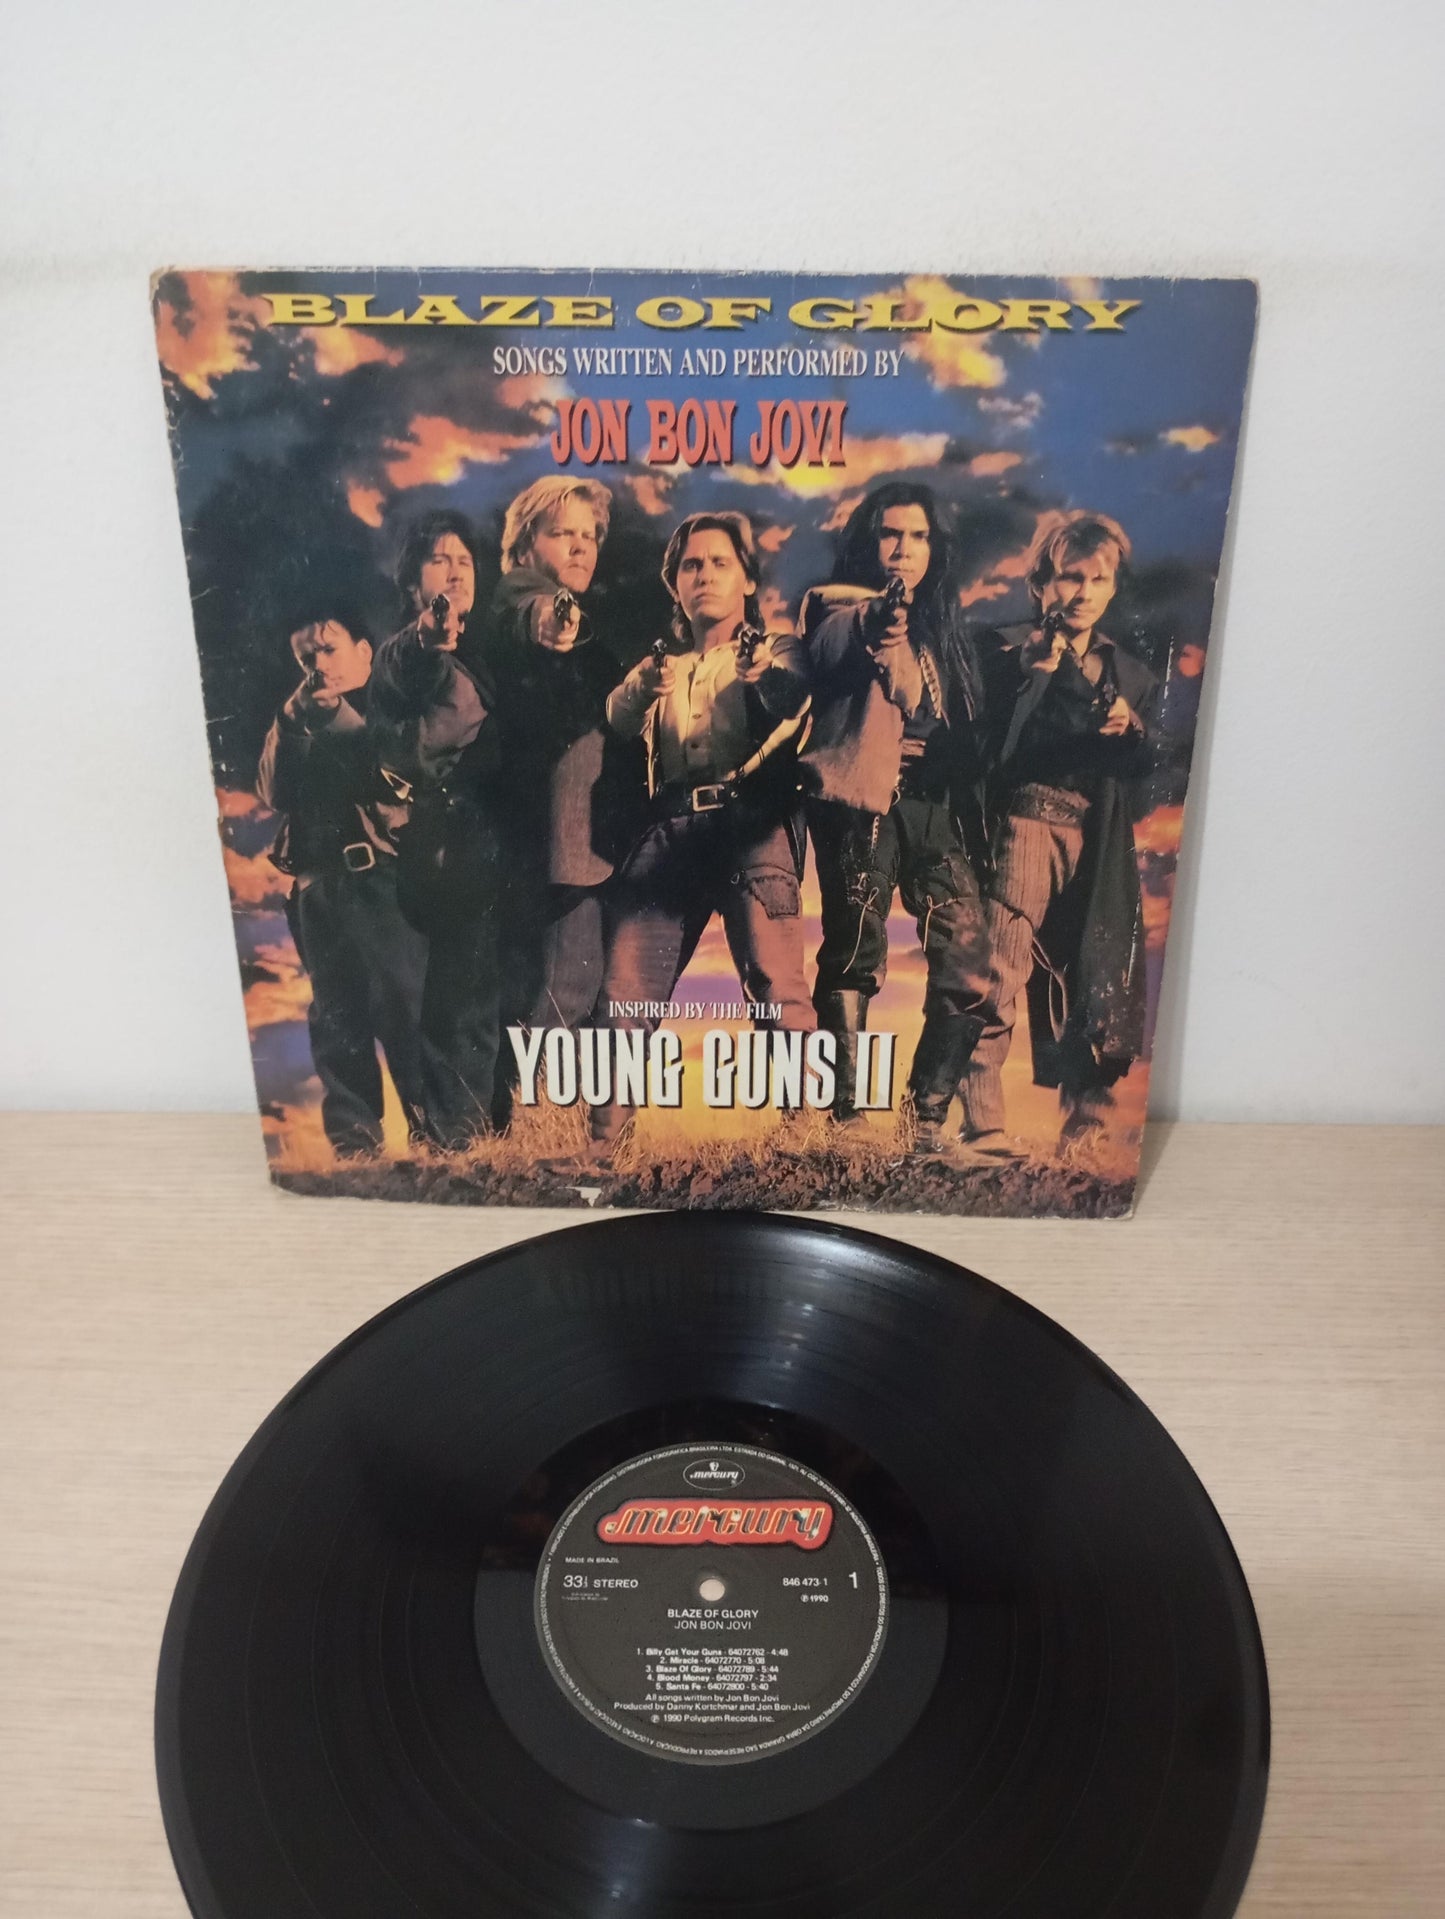 BLAZE OF GLORY
SONGS WRITTEN AND PERFORMED BY
JON BON JOVI
INSPIRED BY THE FILM
YOUNG GUNS II
mercury
mercury
MADE IN BRAZIL
33⅓ STEREO
846 473-1
1
℗ 1990
BLAZE OF GLORY
JON BON JOVI
1. Billy Get Your Guns - 64072762 - 4:48
2. Miracle - 64072770 - 5:08
3. Blaze Of Glory - 64072789 - 5:44
4. Blood Money - 64072797 - 2:34
5. Santa Fe - 64072800 - 5:40
All songs written by Jon Bon Jovi
Produced by Danny Kortchmar and Jon Bon Jovi
℗ 1990 Polygram Records Inc.